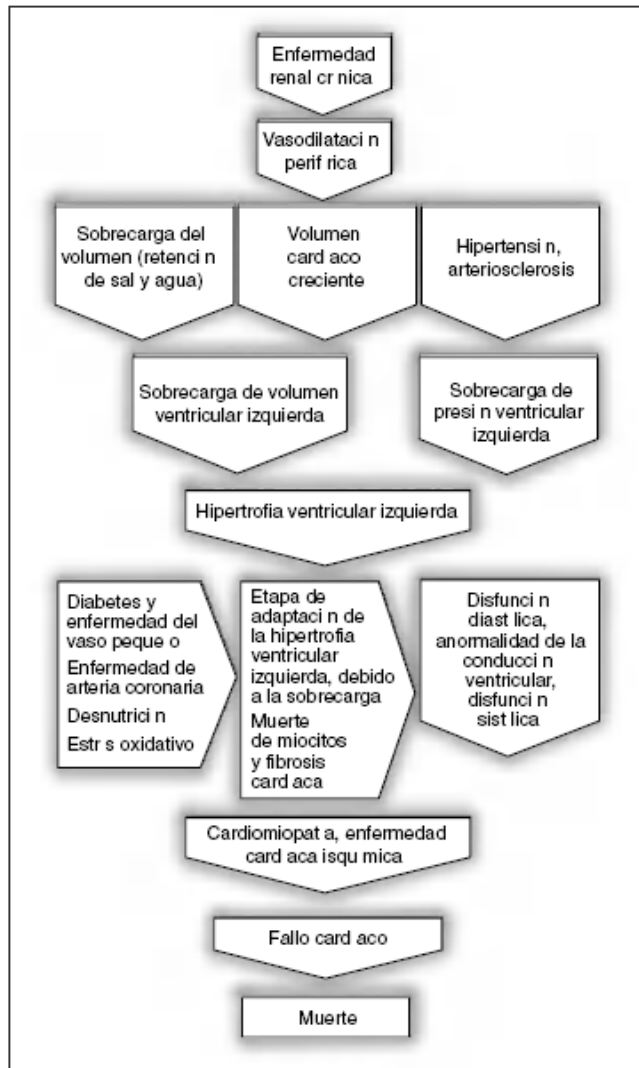 Enfermedad
renal cr nica
Vasodilataci n
perif rica
Sobrecarga del
volumen (retenci n
de sal y agua)
Volumen
card aco
creciente
Hipertensi n,
arteriosclerosis
Sobrecarga de volumen
ventricular izquierda
Sobrecarga de
presi n ventricular
izquierda
Hipertrofia ventricular izquierda
Diabetes y
enfermedad del
vaso peque o
Enfermedad de
arteria coronaria
Desnutrici n
Estr s oxidativo
Etapa de
adaptaci n de
la hipertrofia
ventricular
izquierda, debido
a la sobrecarga
Muerte
de miocitos
y fibrosis
card aca
Disfunci n
diast lica,
anormalidad de la
conducci n
ventricular,
disfunci n
sist lica
Cardiomiopat a, enfermedad
card aca isqu mica
Fallo card aco
Muerte